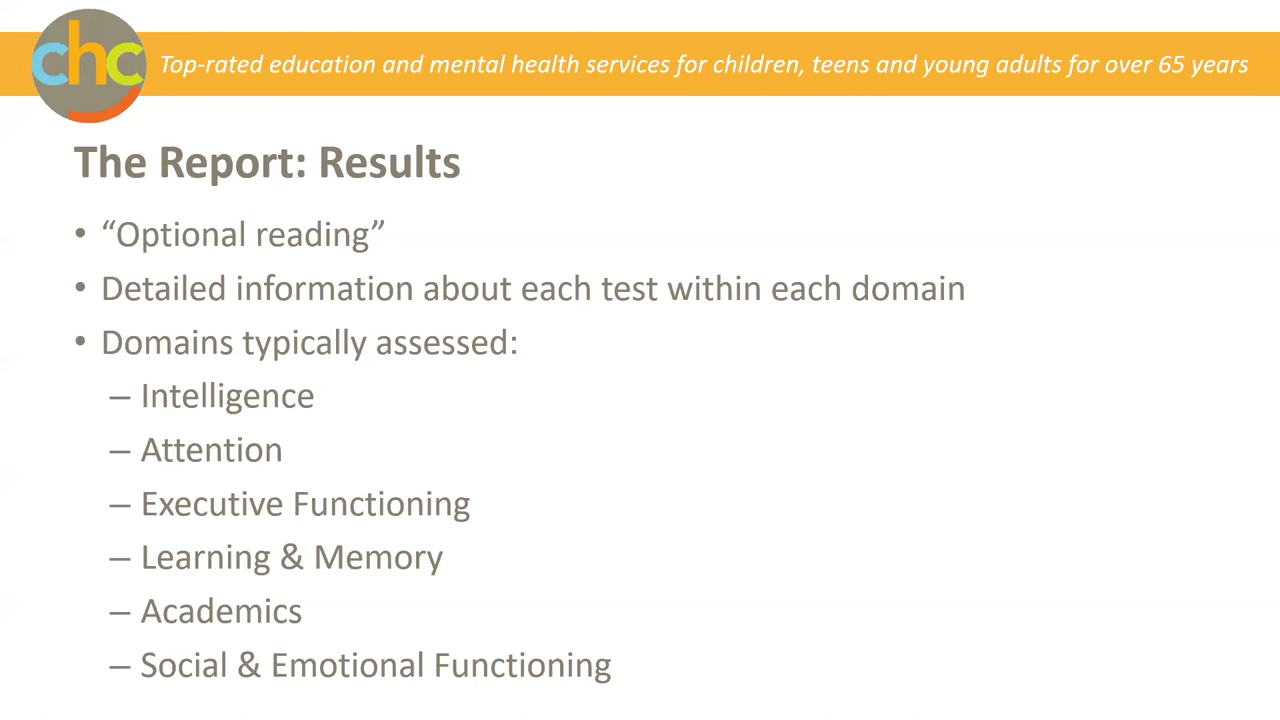 chc
Top-rated education and mental health services for children, teens and young adults for over 65 years
The Report: Results
• “Optional reading”
• Detailed information about each test within each domain
• Domains typically assessed:
– Intelligence
– Attention
– Executive Functioning
– Learning & Memory
– Academics
– Social & Emotional Functioning